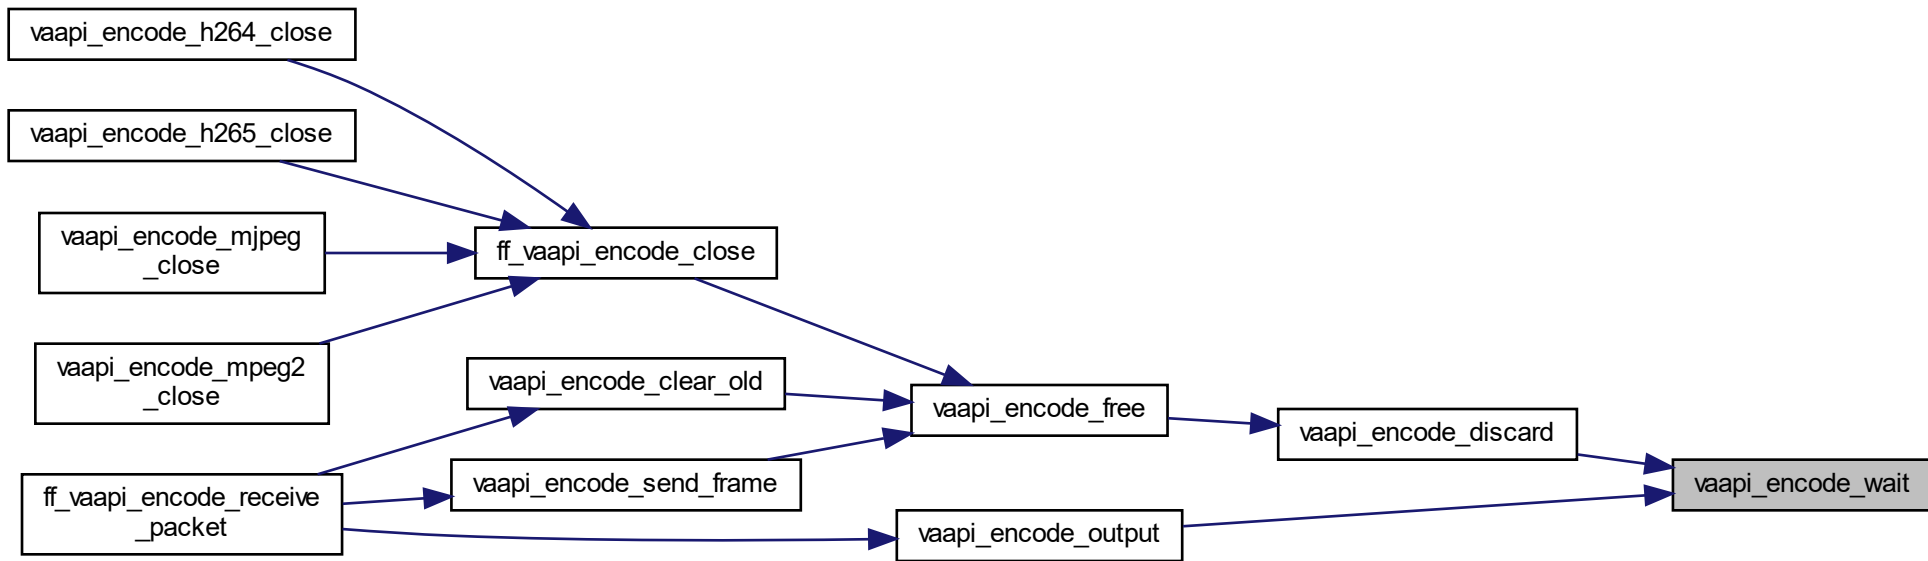 vaapi_encode_h264_close
vaapi_encode_h265_close
vaapi_encode_mjpeg
_close
ff_vaapi_encode_close
vaapi_encode_mpeg2
_close
vaapi_encode_clear_old
vaapi_encode_free
vaapi_encode_discard
ff_vaapi_encode_receive
_packet
vaapi_encode_send_frame
vaapi_encode_wait
vaapi_encode_output